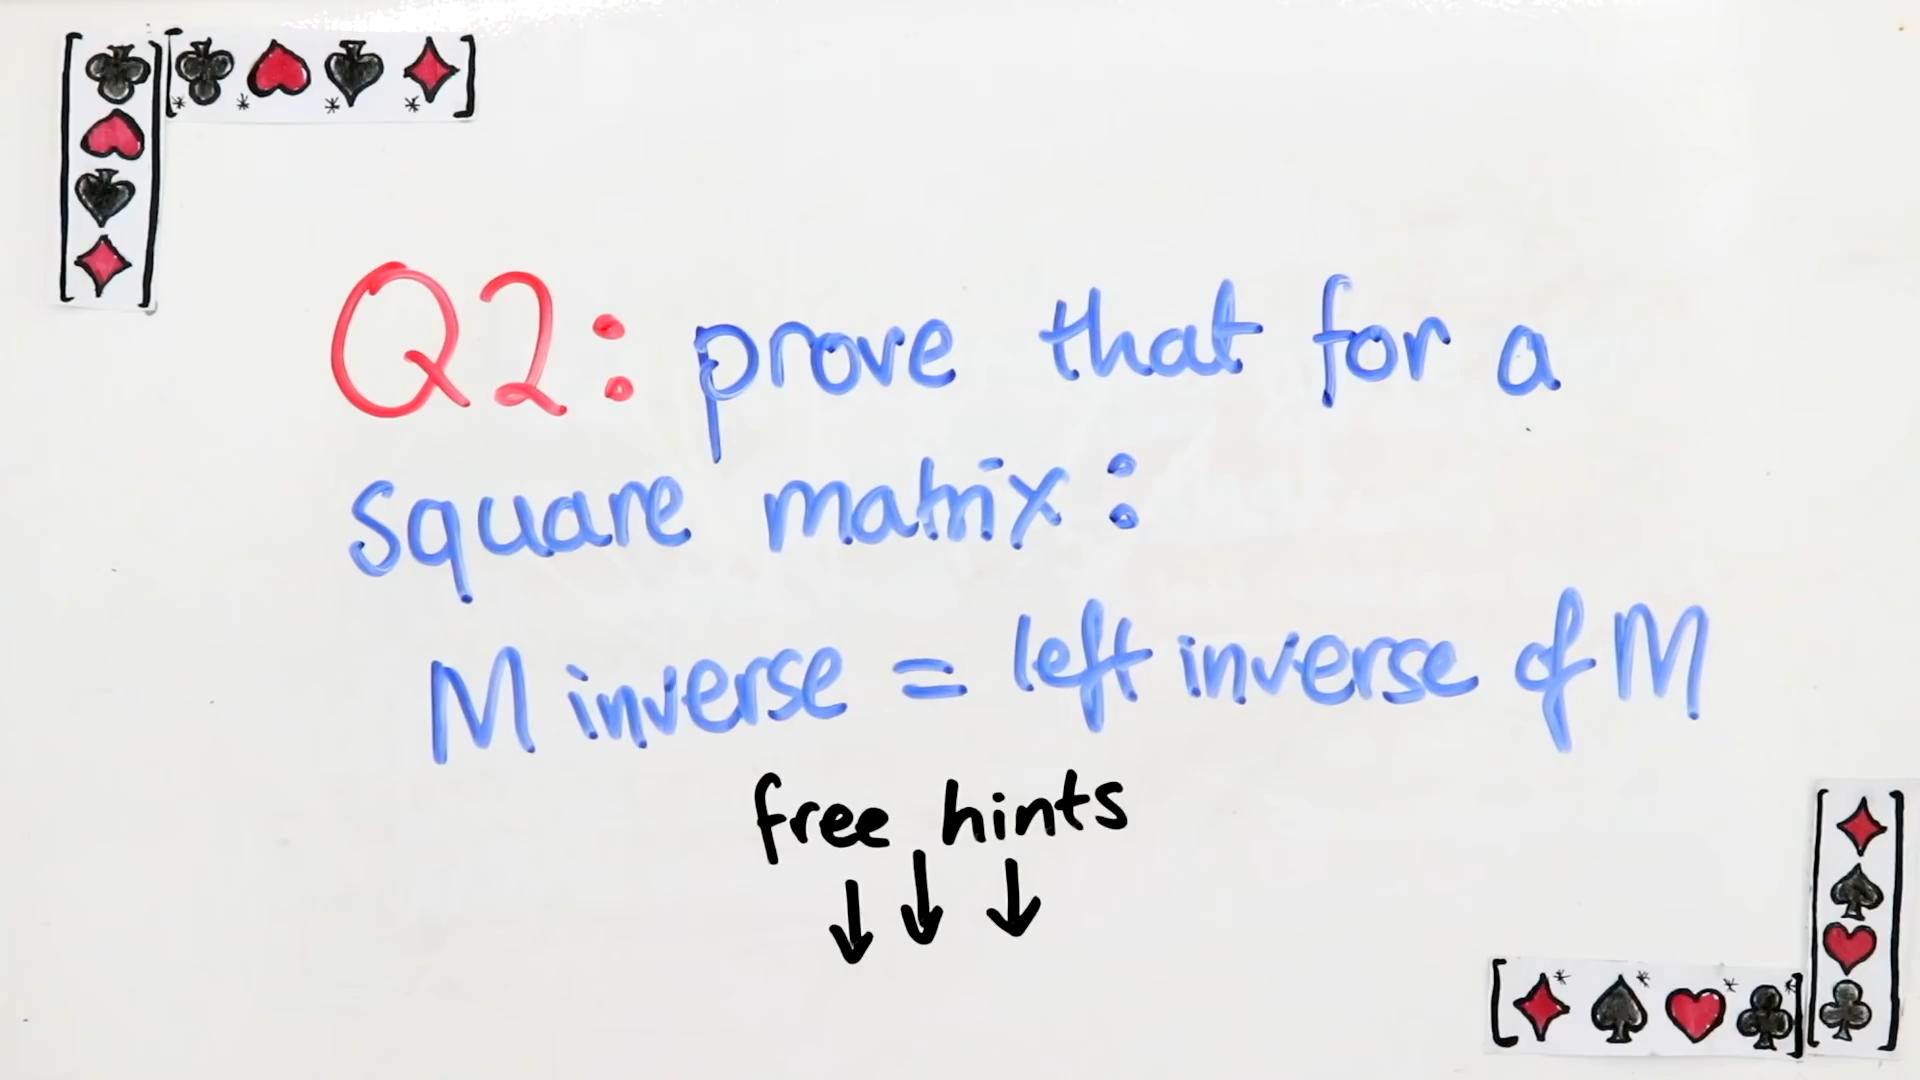 Q2: prove that for a
square matrix:
M inverse = left inverse of M
free hints